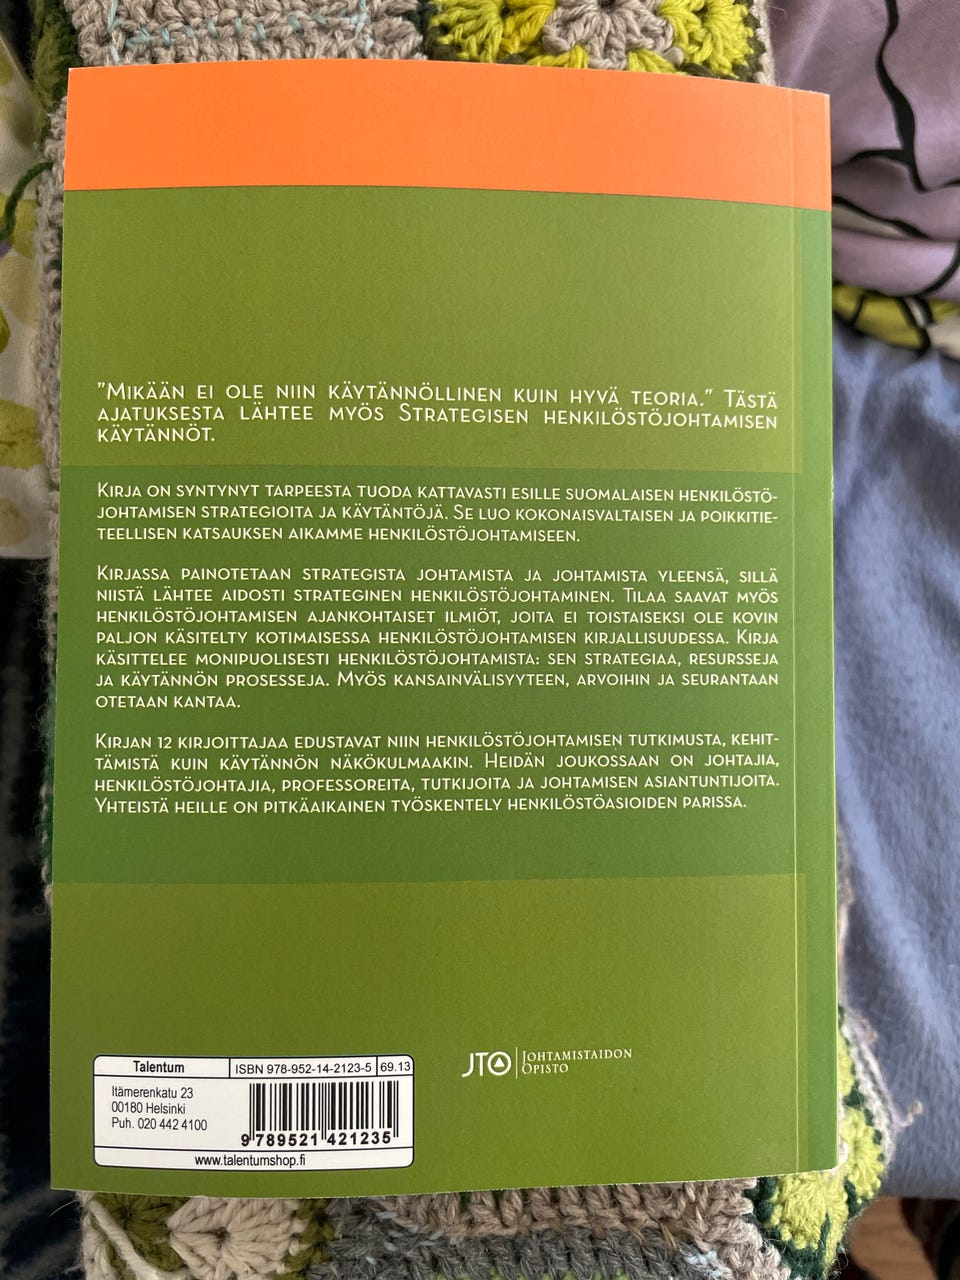 "Mikään ei ole niin käytännöllinen kuin hyvä teoria." Tästä
ajatuksesta lähtee myös Strategisen henkilöstöjohtamisen
käytännöt.
Kirja on syntynyt tarpeesta tuoda kattavasti esille suomalaisen henkilöstö-
johtamisen strategioita ja käytäntöjä. Se luo kokonaisvaltaisen ja poikkitie-
teellisen katsauksen aikamme henkilöstöjohtamiseen.
Kirjassa painotetaan strategista johtamista ja johtamista yleensä, sillä
niistä lähtee aidosti strateginen henkilöstöjohtaminen. Tilaa saavat myös
henkilöstöjohtamisen ajankohtaiset ilmiöt, joita ei toistaiseksi ole kovin
paljon käsitelty kotimaisessa henkilöstöjohtamisen kirjallisuudessa. Kirja
käsittelee monipuolisesti henkilöstöjohtamista: sen strategiaa, resursseja
ja käytännön prosesseja. Myös kansainvälisyyteen, arvoihin ja seurantaan
otetaan kantaa.
Kirjan 12 kirjoittajaa edustavat niin henkilöstöjohtamisen tutkimusta, kehit-
tämistä kuin käytännön näkökulmaakin. Heidän joukossaan on johtajia,
henkilöstöjohtajia, professoreita, tutkijoita ja johtamisen asiantuntijoita.
Yhteistä heille on pitkäaikainen työskentely henkilöstöasioiden parissa.
Talentum ISBN 978-952-14-2123-5 69.13
Itämerenkatu 23
00180 Helsinki
Puh. 020 442 4100
9 789521 421235
www.talentumshop.fi
JTO Johtamistaidon
Opisto